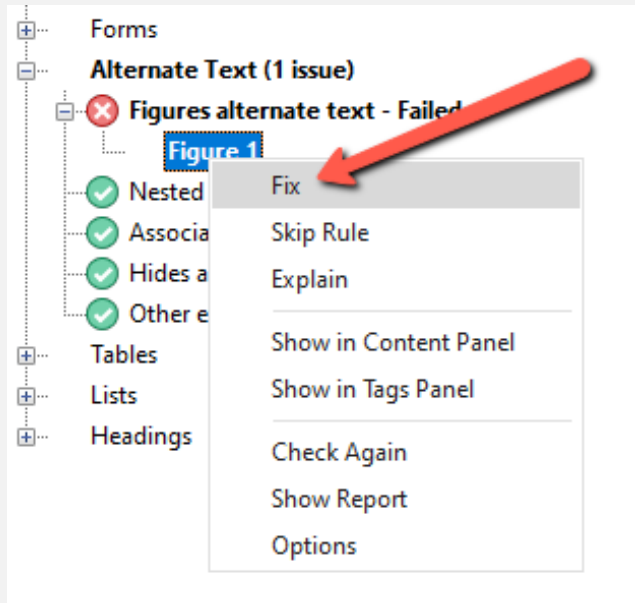 Forms
Alternate Text (1 issue)
Figures alternate text - Failed
Figure 1
Fix
Nested
Associa
Skip Rule
Hides a
Explain
Other e
Show in Content Panel
Tables
Show in Tags Panel
Lists
Headings
Check Again
Show Report
Options